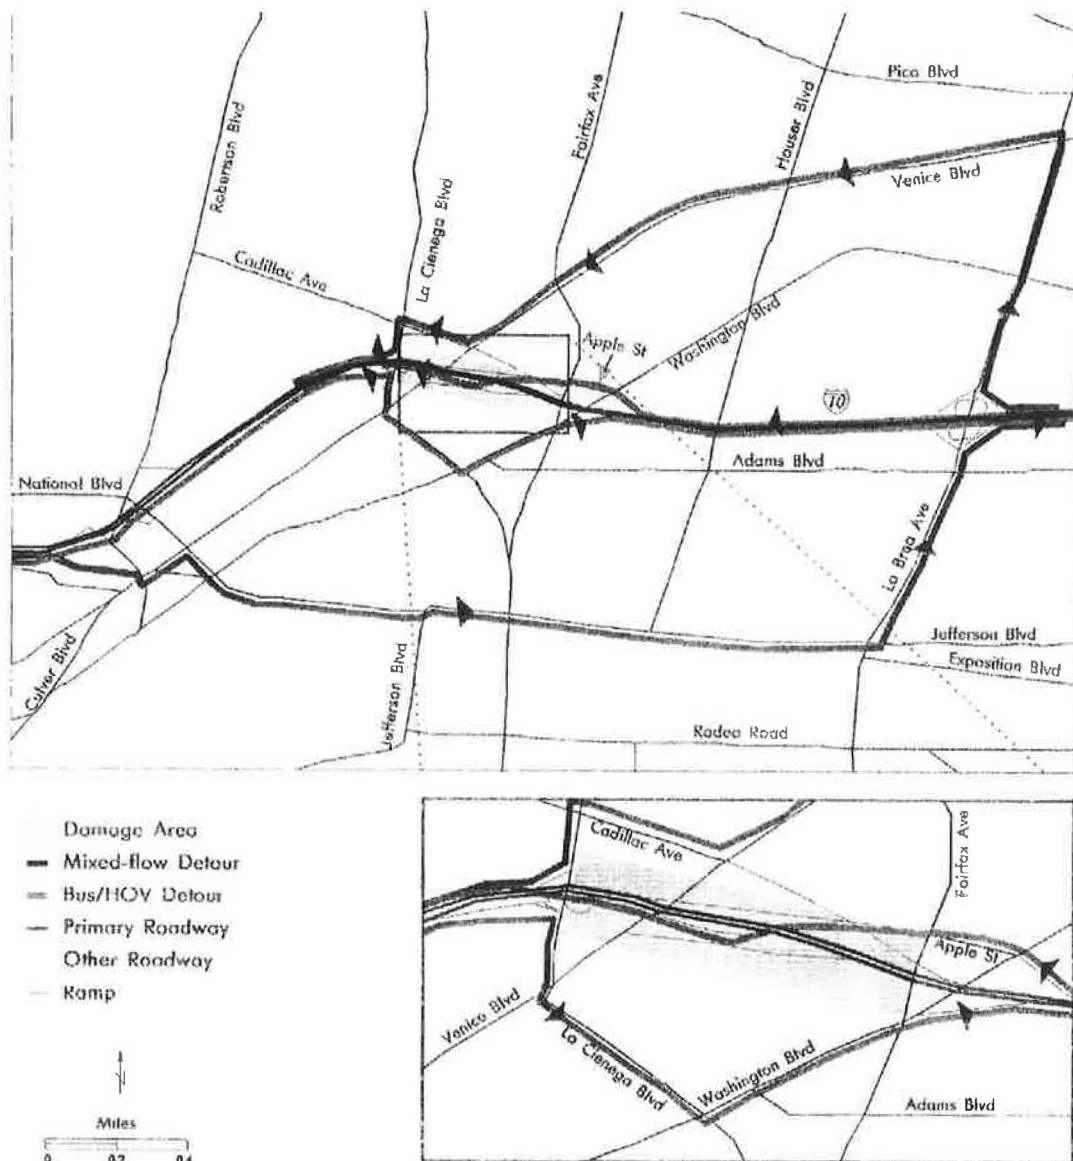 Pico Blvd
Robertson Blvd
Fairfax Ave
Hauser Blvd
Venice Blvd
La Cienega Blvd
Cadillac Ave
Apple St
Washington Blvd
10
Adams Blvd
National Blvd
La Brea Ave
Jefferson Blvd
Exposition Blvd
Culver Blvd
Jefferson Blvd
Rodeo Road
Damage Area
Mixed-flow Detour
Bus/HOV Detour
Primary Roadway
Other Roadway
Ramp
N
Miles
0 0.2 0.4
Cadillac Ave
Fairfax Ave
Apple St
Venice Blvd
La Cienega Blvd
Washington Blvd
Adams Blvd